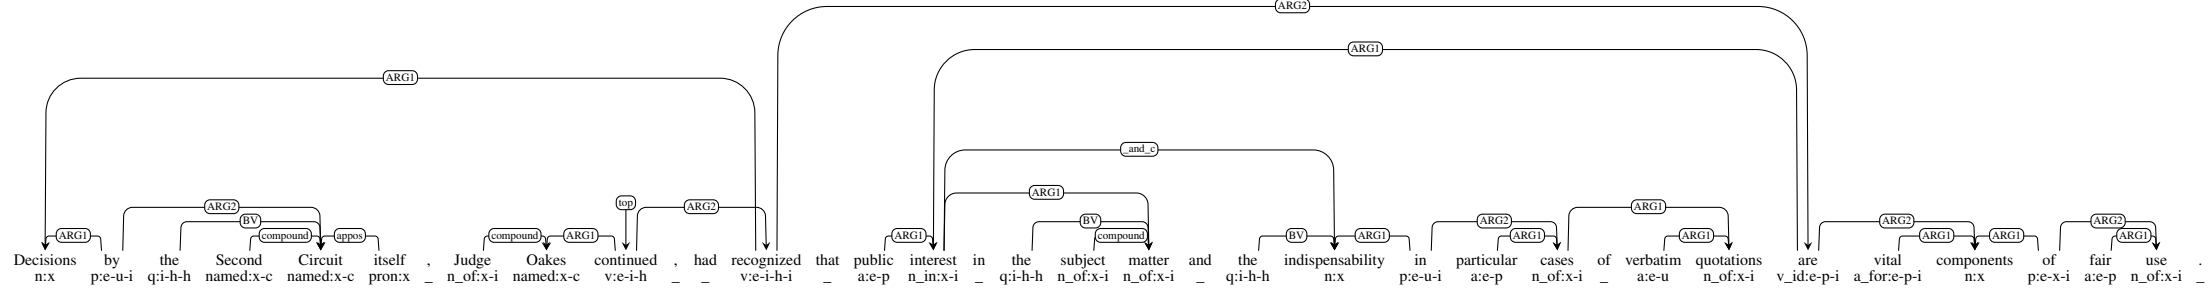 ARG2
ARG1
ARG1
_and_c
ARG1
top
ARG2 ARG2 ARG1
BV BV ARG2 ARG2 ARG2
ARG1 compound appos compound ARG1 ARG1 compound BV ARG1 ARG1 ARG1 ARG1 ARG1 ARG1
Decisions by the Second Circuit itself , Judge Oakes continued , had recognized that public interest in the subject matter and the indispensability in particular cases of verbatim quotations are vital components of fair use .
n:x p:e-u-i q:i-h-h named:x-c named:x-c pron:x _ n_of:x-i named:x-c v:e-i-h _ _ v:e-i-h-i _ a:e-p n_in:x-i _ q:i-h-h n_of:x-i n_of:x-i _ q:i-h-h n:x p:e-u-i a:e-p n_of:x-i _ a:e-u n_of:x-i v_id:e-p-i a_for:e-p-i n:x p:e-x-i a:e-p n_of:x-i _